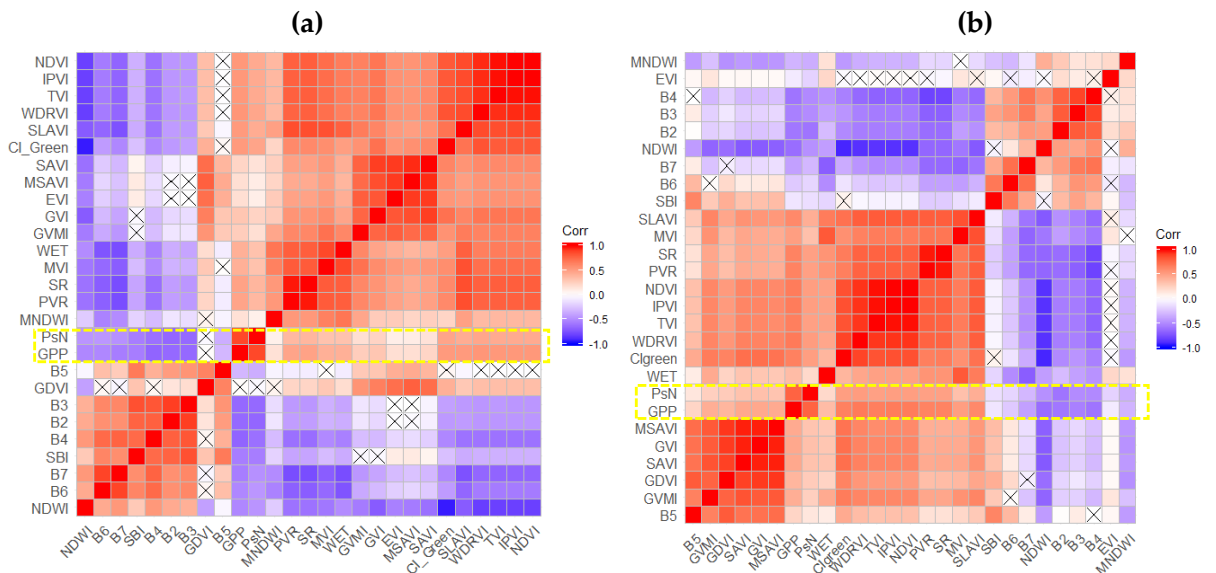 (a)
NDVI
IPVI
TVI
WDRVI
SLAVI
CI_Green
SAVI
MSAVI
EVI
GVI
GVMI
WET
MVI
SR
PVR
MNDWI
PsN
GPP
B5
GDVI
B3
B2
B4
SBI
B7
B6
NDWI
NDWI
B6
B7
SBI
B4
B2
B3
GDVI
B5
GPP
PsN
MNDWI
PVR
SR
MVI
WET
GVMI
GVI
EVI
MSAVI
SAVI
CI_Green
SLAVI
WDRVI
TVI
IPVI
NDVI
Corr
1.0
0.5
0.0
-0.5
-1.0
(b)
MNDWI
EVI
B4
B3
B2
NDWI
B7
B6
SBI
SLAVI
MVI
SR
PVR
NDVI
IPVI
TVI
WDRVI
CIgreen
WET
PsN
GPP
MSAVI
GVI
SAVI
GDVI
GVMI
B5
B5
GVMI
GDVI
SAVI
GVI
MSAVI
GPP
PsN
WET
CIgreen
WDRVI
TVI
IPVI
NDVI
PVR
SR
MVI
SLAVI
SBI
B6
B7
NDWI
B2
B3
B4
EVI
MNDWI
Corr
1.0
0.5
0.0
-0.5
-1.0